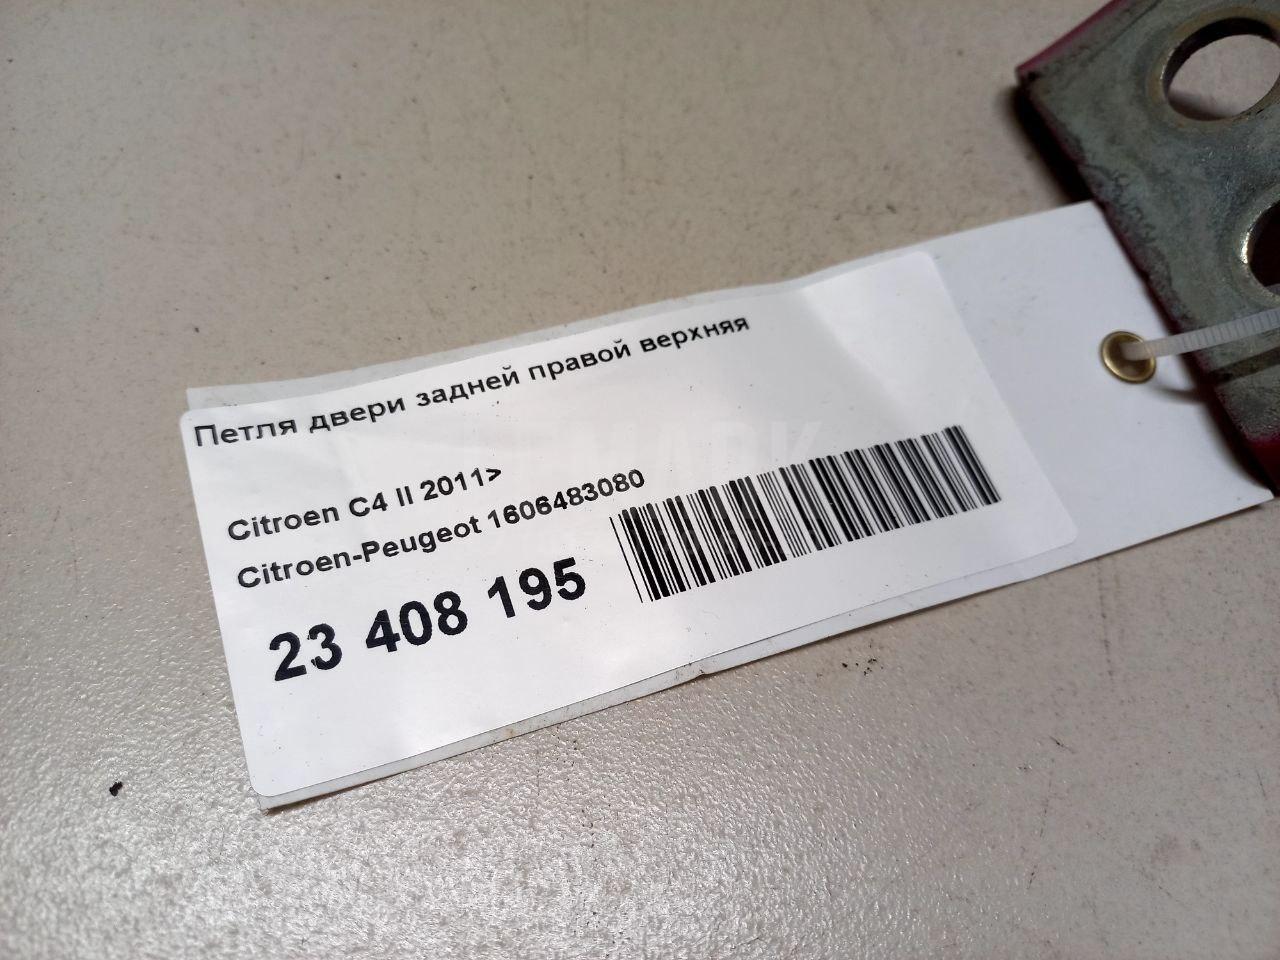 Петля двери задней правой верхняя
Citroen C4 II 2011>
Citroen-Peugeot 1606483080
23 408 195